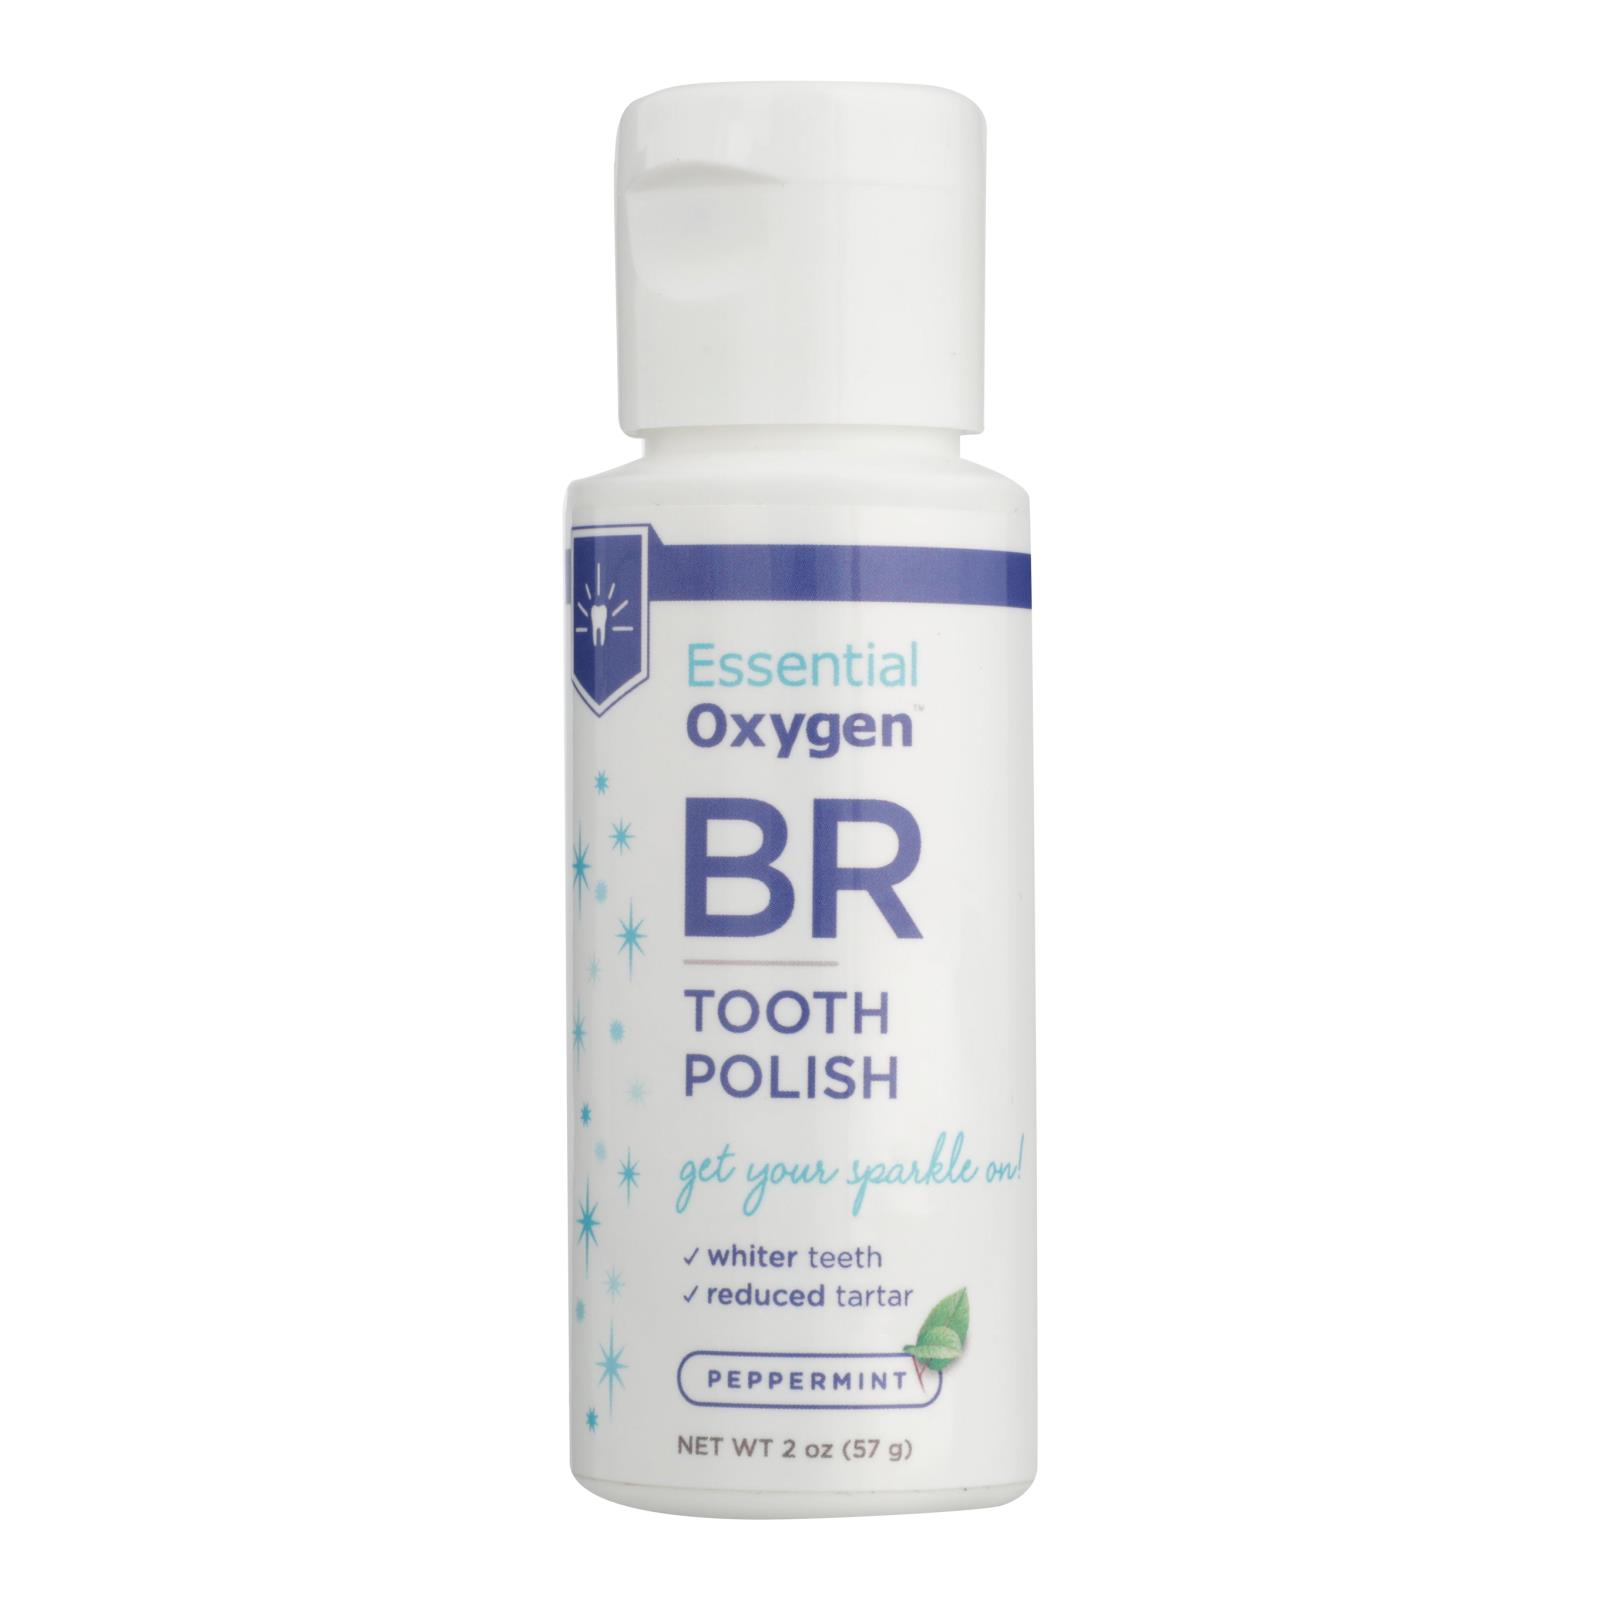 Essential
Oxygen™
BR
TOOTH
POLISH
get your sparkle on!
✓ whiter teeth
✓ reduced tartar
PEPPERMINT
NET WT 2 oz (57 g)